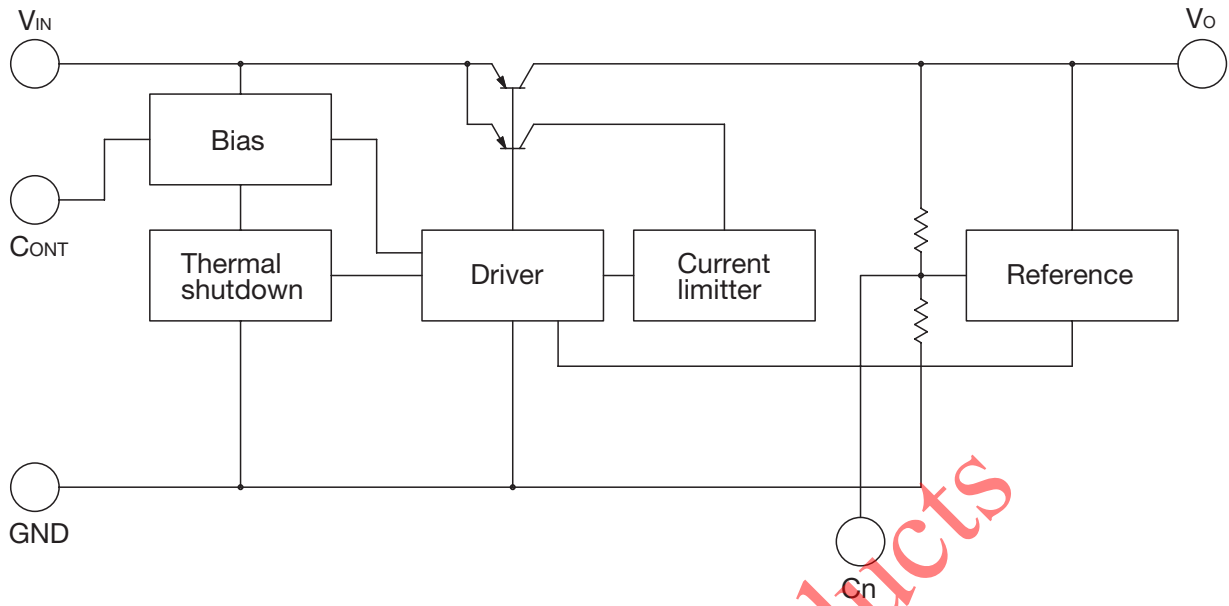 VIN
VO
Bias
CONT
Thermal
shutdown
Driver
Current
limitter
Reference
GND
Cn